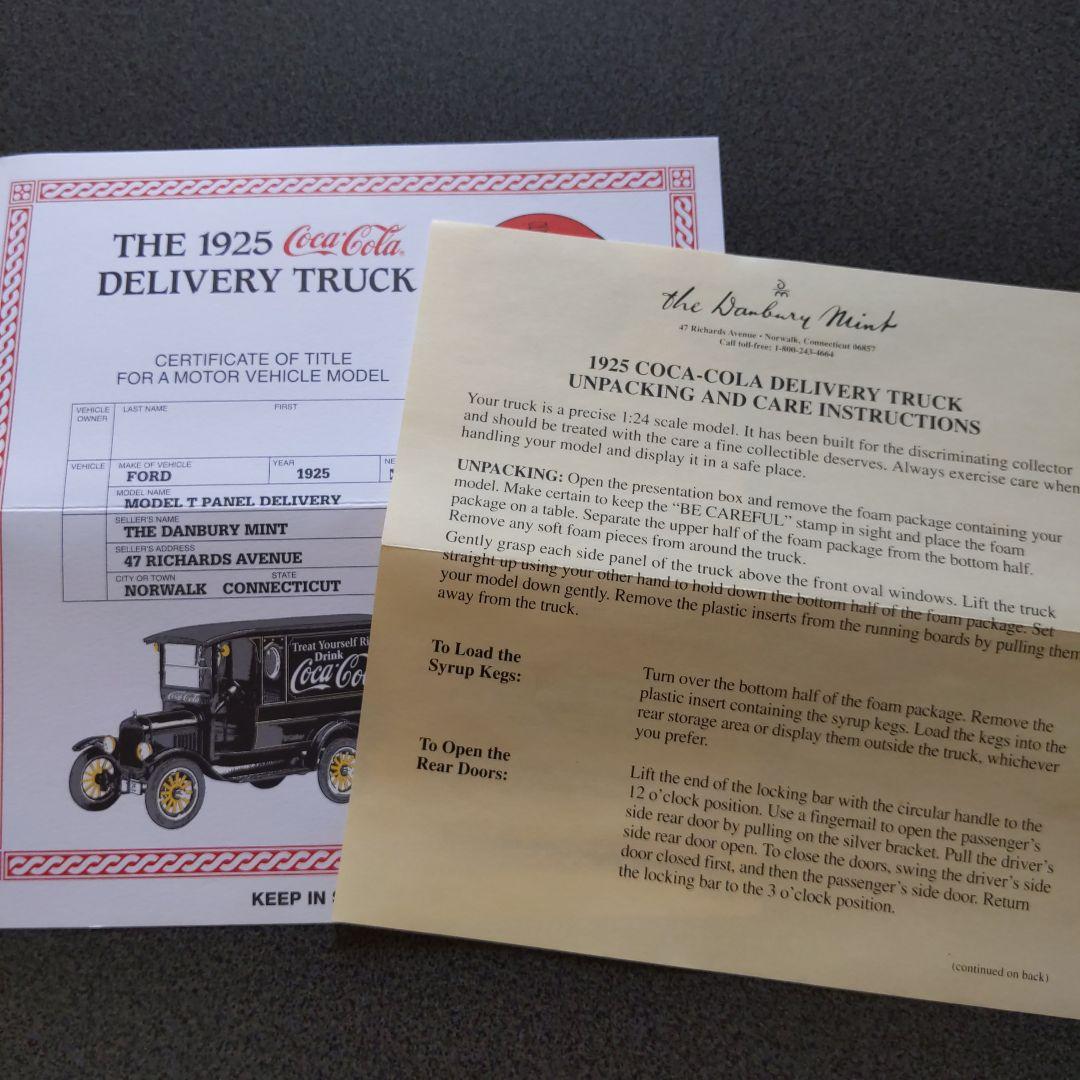 THE 1925 Coca-Cola
DELIVERY TRUCK
CERTIFICATE OF TITLE
FOR A MOTOR VEHICLE MODEL
VEHICLE OWNER
LAST NAME FIRST
VEHICLE
MAKE OF VEHICLE YEAR NE
FORD 1925
MODEL NAME
MODEL T PANEL DELIVERY
SELLER'S NAME
THE DANBURY MINT
SELLER'S ADDRESS
47 RICHARDS AVENUE
CITY OR TOWN STATE
NORWALK CONNECTICUT
Treat Yourself Ri
Drink
Coca-Co
Coca-Cola
KEEP IN S
the Danbury Mint
47 Richards Avenue • Norwalk, Connecticut 06857
Call toll-free: 1-800-243-4664
1925 COCA-COLA DELIVERY TRUCK
UNPACKING AND CARE INSTRUCTIONS
Your truck is a precise 1:24 scale model. It has been built for the discriminating collector
and should be treated with the care a fine collectible deserves. Always exercise care when
handling your model and display it in a safe place.
UNPACKING: Open the presentation box and remove the foam package containing your
model. Make certain to keep the “BE CAREFUL” stamp in sight and place the foam
package on a table. Separate the upper half of the foam package from the bottom half.
Remove any soft foam pieces from around the truck.
Gently grasp each side panel of the truck above the front oval windows. Lift the truck
straight up using your other hand to hold down the bottom half of the foam package. Set
your model down gently. Remove the plastic inserts from the running boards by pulling them
away from the truck.
To Load the
Syrup Kegs:
Turn over the bottom half of the foam package. Remove the
plastic insert containing the syrup kegs. Load the kegs into the
rear storage area or display them outside the truck, whichever
you prefer.
To Open the
Rear Doors:
Lift the end of the locking bar with the circular handle to the
12 o'clock position. Use a fingernail to open the passenger's
side rear door by pulling on the silver bracket. Pull the driver's
side rear door open. To close the doors, swing the driver's side
door closed first, and then the passenger's side door. Return
the locking bar to the 3 o'clock position.
(continued on back)